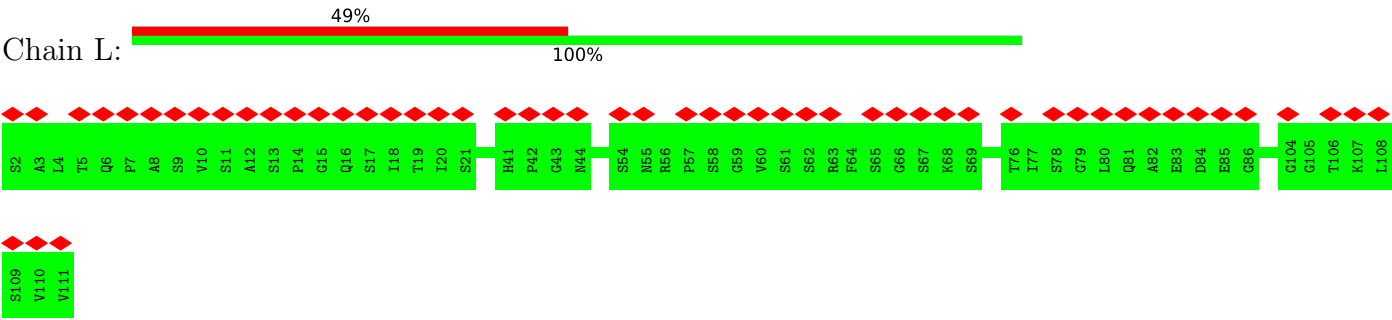 49%
Chain L:
100%
S2 A3 L4 T5 Q6 P7 A8 S9 V10 S11 A12 S13 P14 G15 Q16 S17 I18 T19 I20 S21 H41 P42 G43 N44 S54 N55 R56 P57 S58 G59 V60 S61 S62 R63 F64 S65 G66 S67 K68 S69 T76 I77 S78 G79 L80 Q81 A82 E83 D84 E85 G86 G104 G105 T106 K107 L108
S109 V110 V111